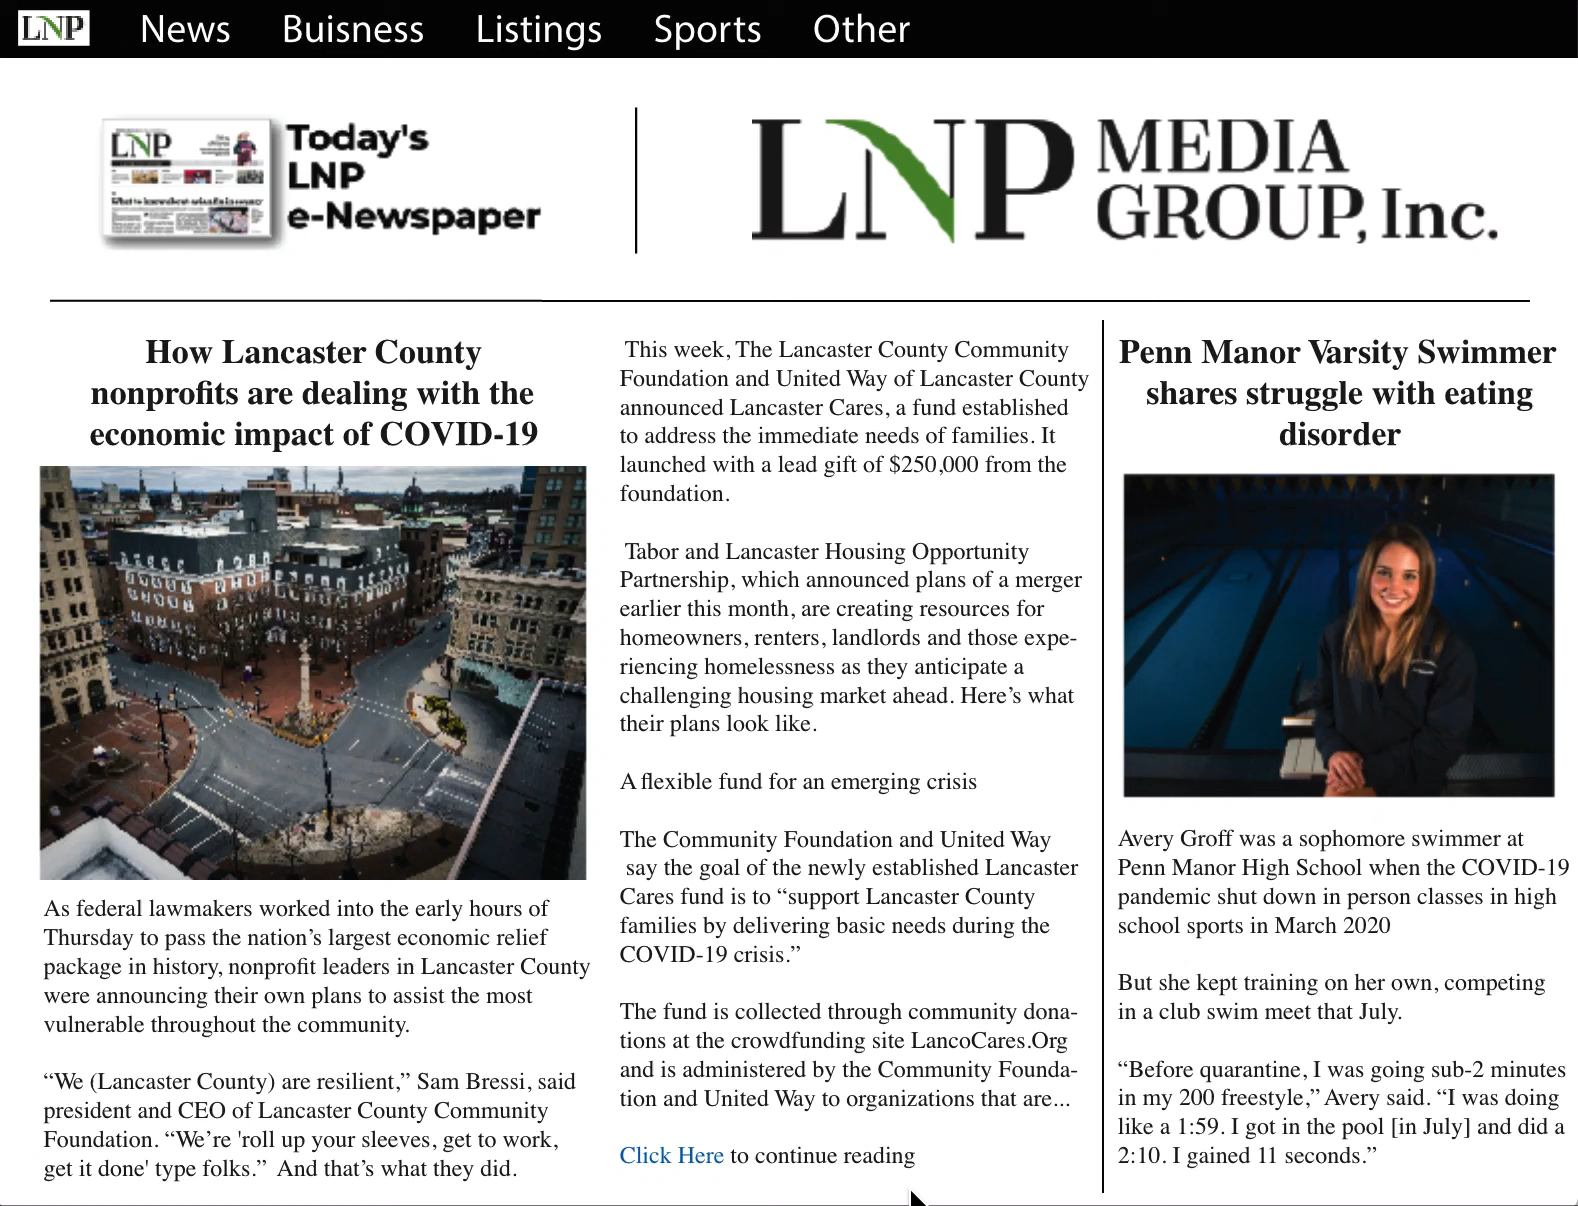 LNP News Buisness Listings Sports Other
LNP
Today's
LNP
e-Newspaper
LNP MEDIA
GROUP, Inc.
How Lancaster County
nonprofits are dealing with the
economic impact of COVID-19
As federal lawmakers worked into the early hours of
Thursday to pass the nation’s largest economic relief
package in history, nonprofit leaders in Lancaster County
were announcing their own plans to assist the most
vulnerable throughout the community.
“We (Lancaster County) are resilient,” Sam Bressi, said
president and CEO of Lancaster County Community
Foundation. “We’re 'roll up your sleeves, get to work,
get it done' type folks.”  And that’s what they did.
This week, The Lancaster County Community
Foundation and United Way of Lancaster County
announced Lancaster Cares, a fund established
to address the immediate needs of families. It
launched with a lead gift of $250,000 from the
foundation.
Tabor and Lancaster Housing Opportunity
Partnership, which announced plans of a merger
earlier this month, are creating resources for
homeowners, renters, landlords and those expe-
riencing homelessness as they anticipate a
challenging housing market ahead. Here’s what
their plans look like.
A flexible fund for an emerging crisis
The Community Foundation and United Way
say the goal of the newly established Lancaster
Cares fund is to “support Lancaster County
families by delivering basic needs during the
COVID-19 crisis.”
The fund is collected through community dona-
tions at the crowdfunding site LancoCares.Org
and is administered by the Community Founda-
tion and United Way to organizations that are...
Click Here to continue reading
Penn Manor Varsity Swimmer
shares struggle with eating
disorder
Avery Groff was a sophomore swimmer at
Penn Manor High School when the COVID-19
pandemic shut down in person classes in high
school sports in March 2020
But she kept training on her own, competing
in a club swim meet that July.
“Before quarantine, I was going sub-2 minutes
in my 200 freestyle,” Avery said. “I was doing
like a 1:59. I got in the pool [in July] and did a
2:10. I gained 11 seconds.”